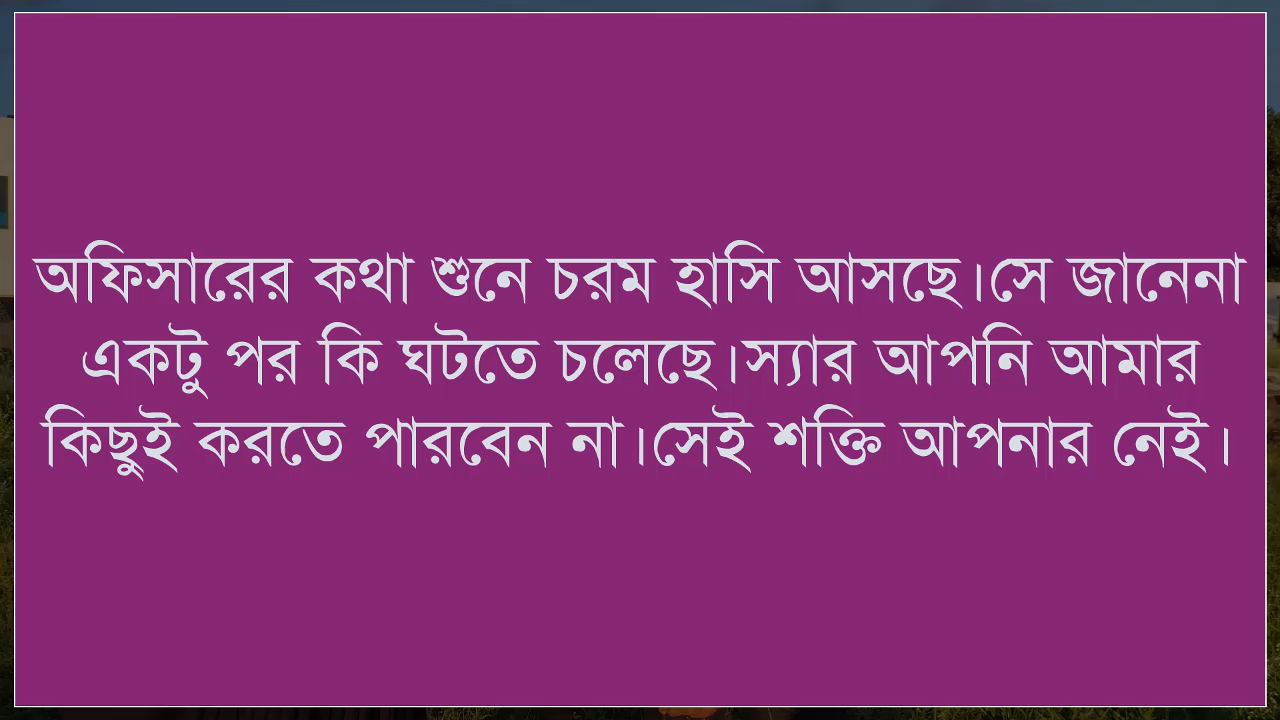 অফিসারের কথা শুনে চরম হাসি আসছে।সে জানেনা
একটু পর কি ঘটতে চলেছে।স্যার আপনি আমার
কিছুই করতে পারবেন না।সেই শক্তি আপনার নেই।